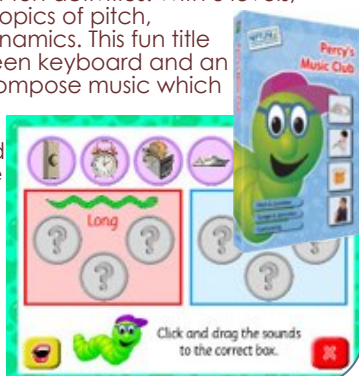 opics of pitch,
namics. This fun title
een keyboard and an
ompose music which
Percy's
Music Club
Long
Click and drag the sounds
to the correct box.